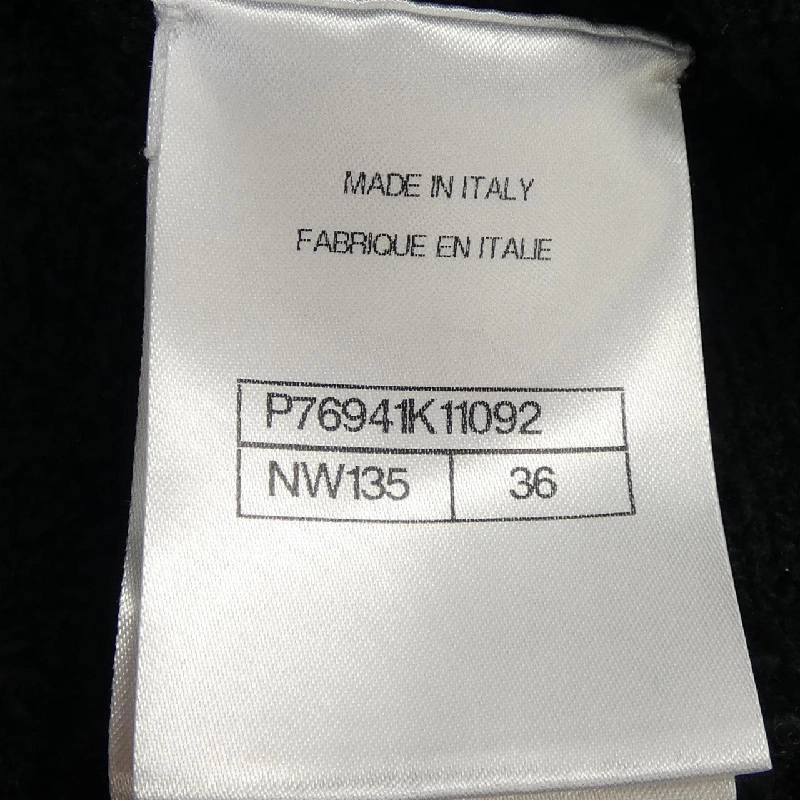 MADE IN ITALY
FABRIQUE EN ITALIE
P76941K11092
NW135 36